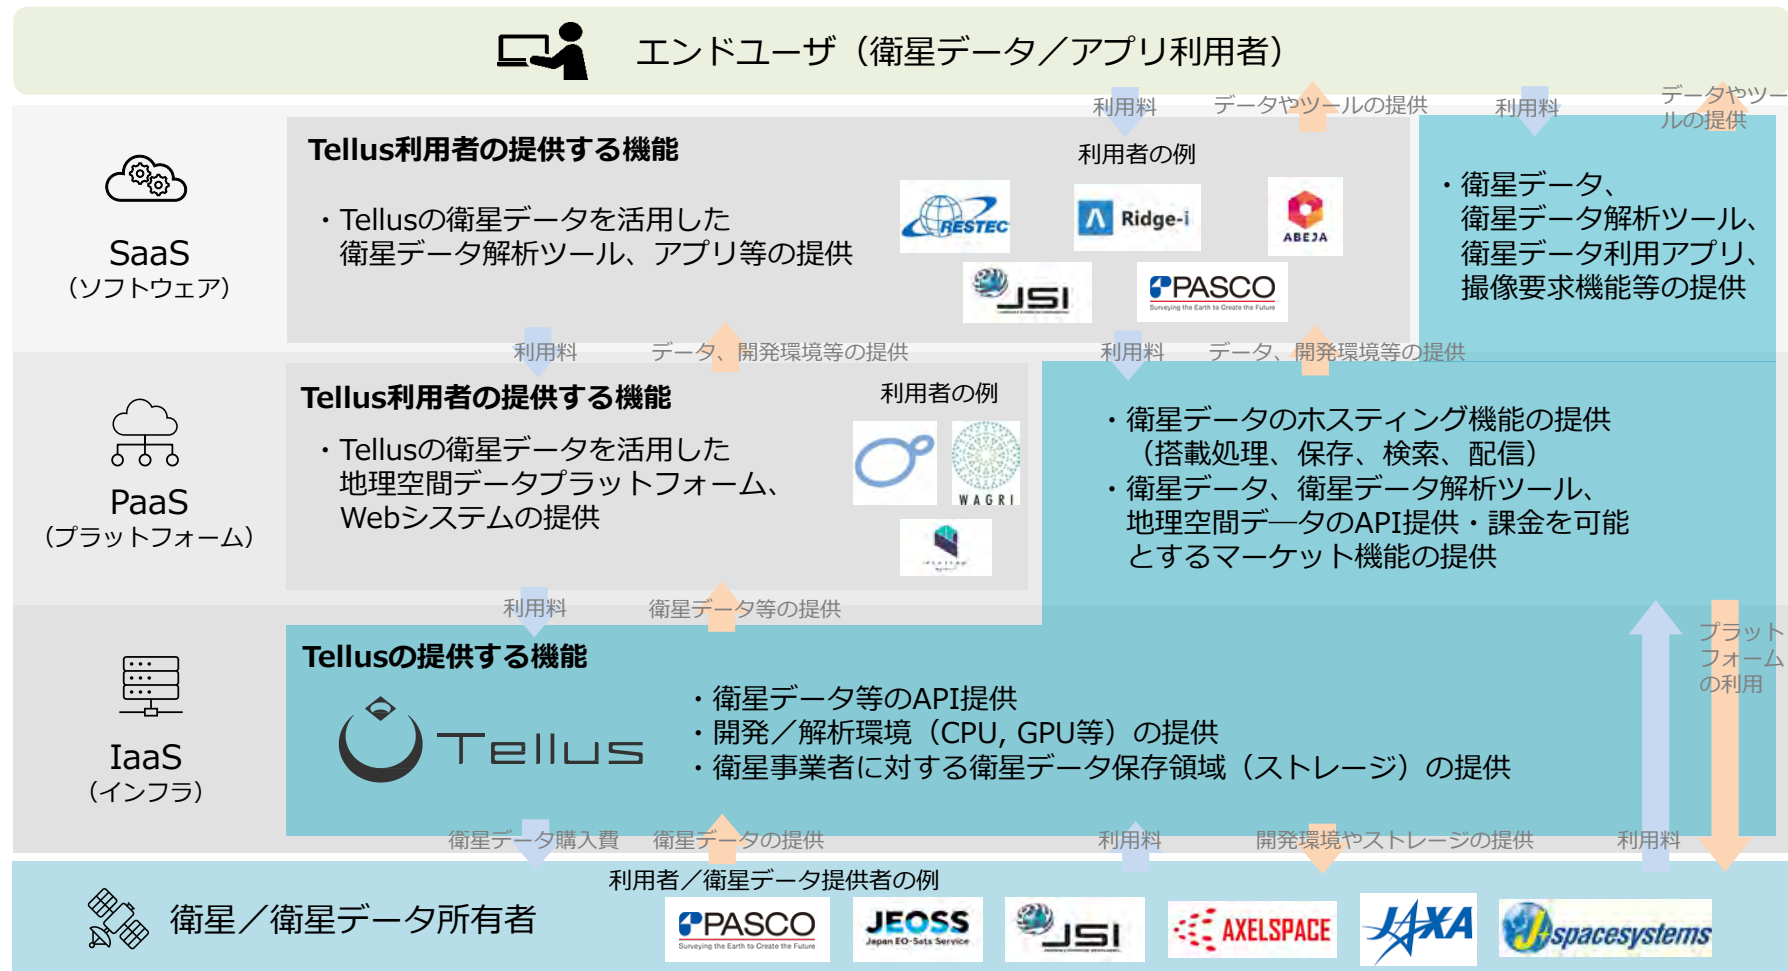 エンドユーザ（衛星データ／アプリ利用者）
利用料
データやツールの提供
利用料
データやツー
ルの提供
SaaS
（ソフトウェア）
Tellus利用者の提供する機能
・Tellusの衛星データを活用した
衛星データ解析ツール、アプリ等の提供
利用者の例
RESTEC
Ridge-i
ABEJA
JSI
PASCO
Surveying the Earth to Create the Future
・衛星データ、
衛星データ解析ツール、
衛星データ利用アプリ、
撮像要求機能等の提供
利用料
データ、開発環境等の提供
利用料
データ、開発環境等の提供
PaaS
（プラットフォーム）
Tellus利用者の提供する機能
・Tellusの衛星データを活用した
地理空間データプラットフォーム、
Webシステムの提供
利用者の例
WAGRI
・衛星データのホスティング機能の提供
（搭載処理、保存、検索、配信）
・衛星データ、衛星データ解析ツール、
地理空間デ―タのAPI提供・課金を可能
とするマーケット機能の提供
利用料
衛星データ等の提供
IaaS
（インフラ）
Tellusの提供する機能
Tellus
・衛星データ等のAPI提供
・開発／解析環境（CPU, GPU等）の提供
・衛星事業者に対する衛星データ保存領域（ストレージ）の提供
プラット
フォーム
の利用
衛星データ購入費
衛星データの提供
利用料
開発環境やストレージの提供
利用料
衛星／衛星データ所有者
利用者／衛星データ提供者の例
PASCO
Surveying the Earth to Create the Future
JEOSS
Japan EO-Sats Service
JSI
AXELSPACE
JAXA
Jspacesystems